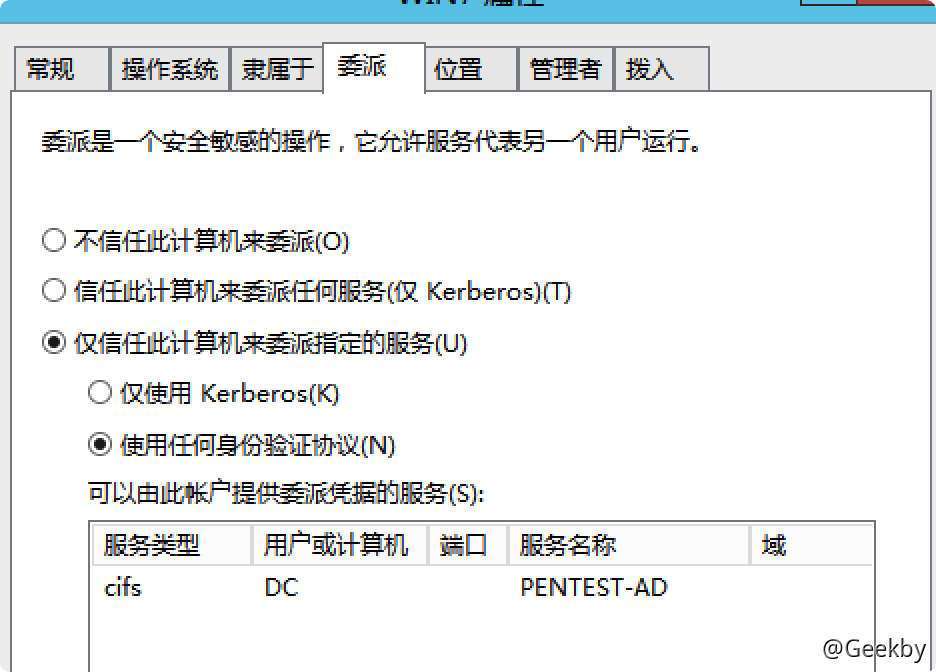 常规 操作系统 隶属于 委派 位置 管理者 拨入
委派是一个安全敏感的操作，它允许服务代表另一个用户运行。
不信任此计算机来委派(O)
信任此计算机来委派任何服务(仅 Kerberos)(T)
仅信任此计算机来委派指定的服务(U)
仅使用 Kerberos(K)
使用任何身份验证协议(N)
可以由此帐户提供委派凭据的服务(S):
服务类型 用户或计算机 端口 服务名称 域
cifs DC PENTEST-AD
@Geekby